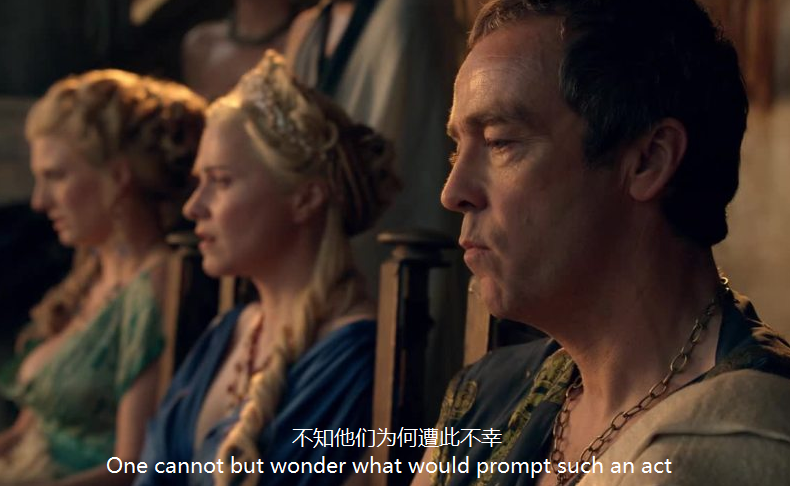 不知他们为何遭此不幸
One cannot but wonder what would prompt such an act